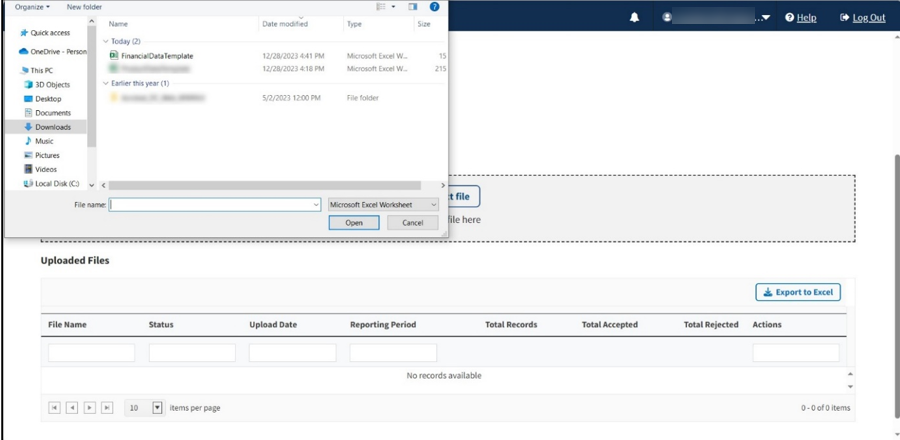 Organize
New folder
Help
Log Out
Quick access
OneDrive - Person
This PC
3D Objects
Desktop
Documents
Downloads
Music
Pictures
Videos
Local Disk (C:)
Name Date modified Type Size
Today (2)
FinancialDataTemplate 12/28/2023 4:41 PM Microsoft Excel W... 15
12/28/2023 4:18 PM Microsoft Excel W... 215
Earlier this year (1)
5/2/2023 12:00 PM File folder
File name: Microsoft Excel Worksheet
Open Cancel
t file
file here
Uploaded Files
Export to Excel
File Name Status Upload Date Reporting Period Total Records Total Accepted Total Rejected Actions
No records available
10 items per page 0 - 0 of 0 items